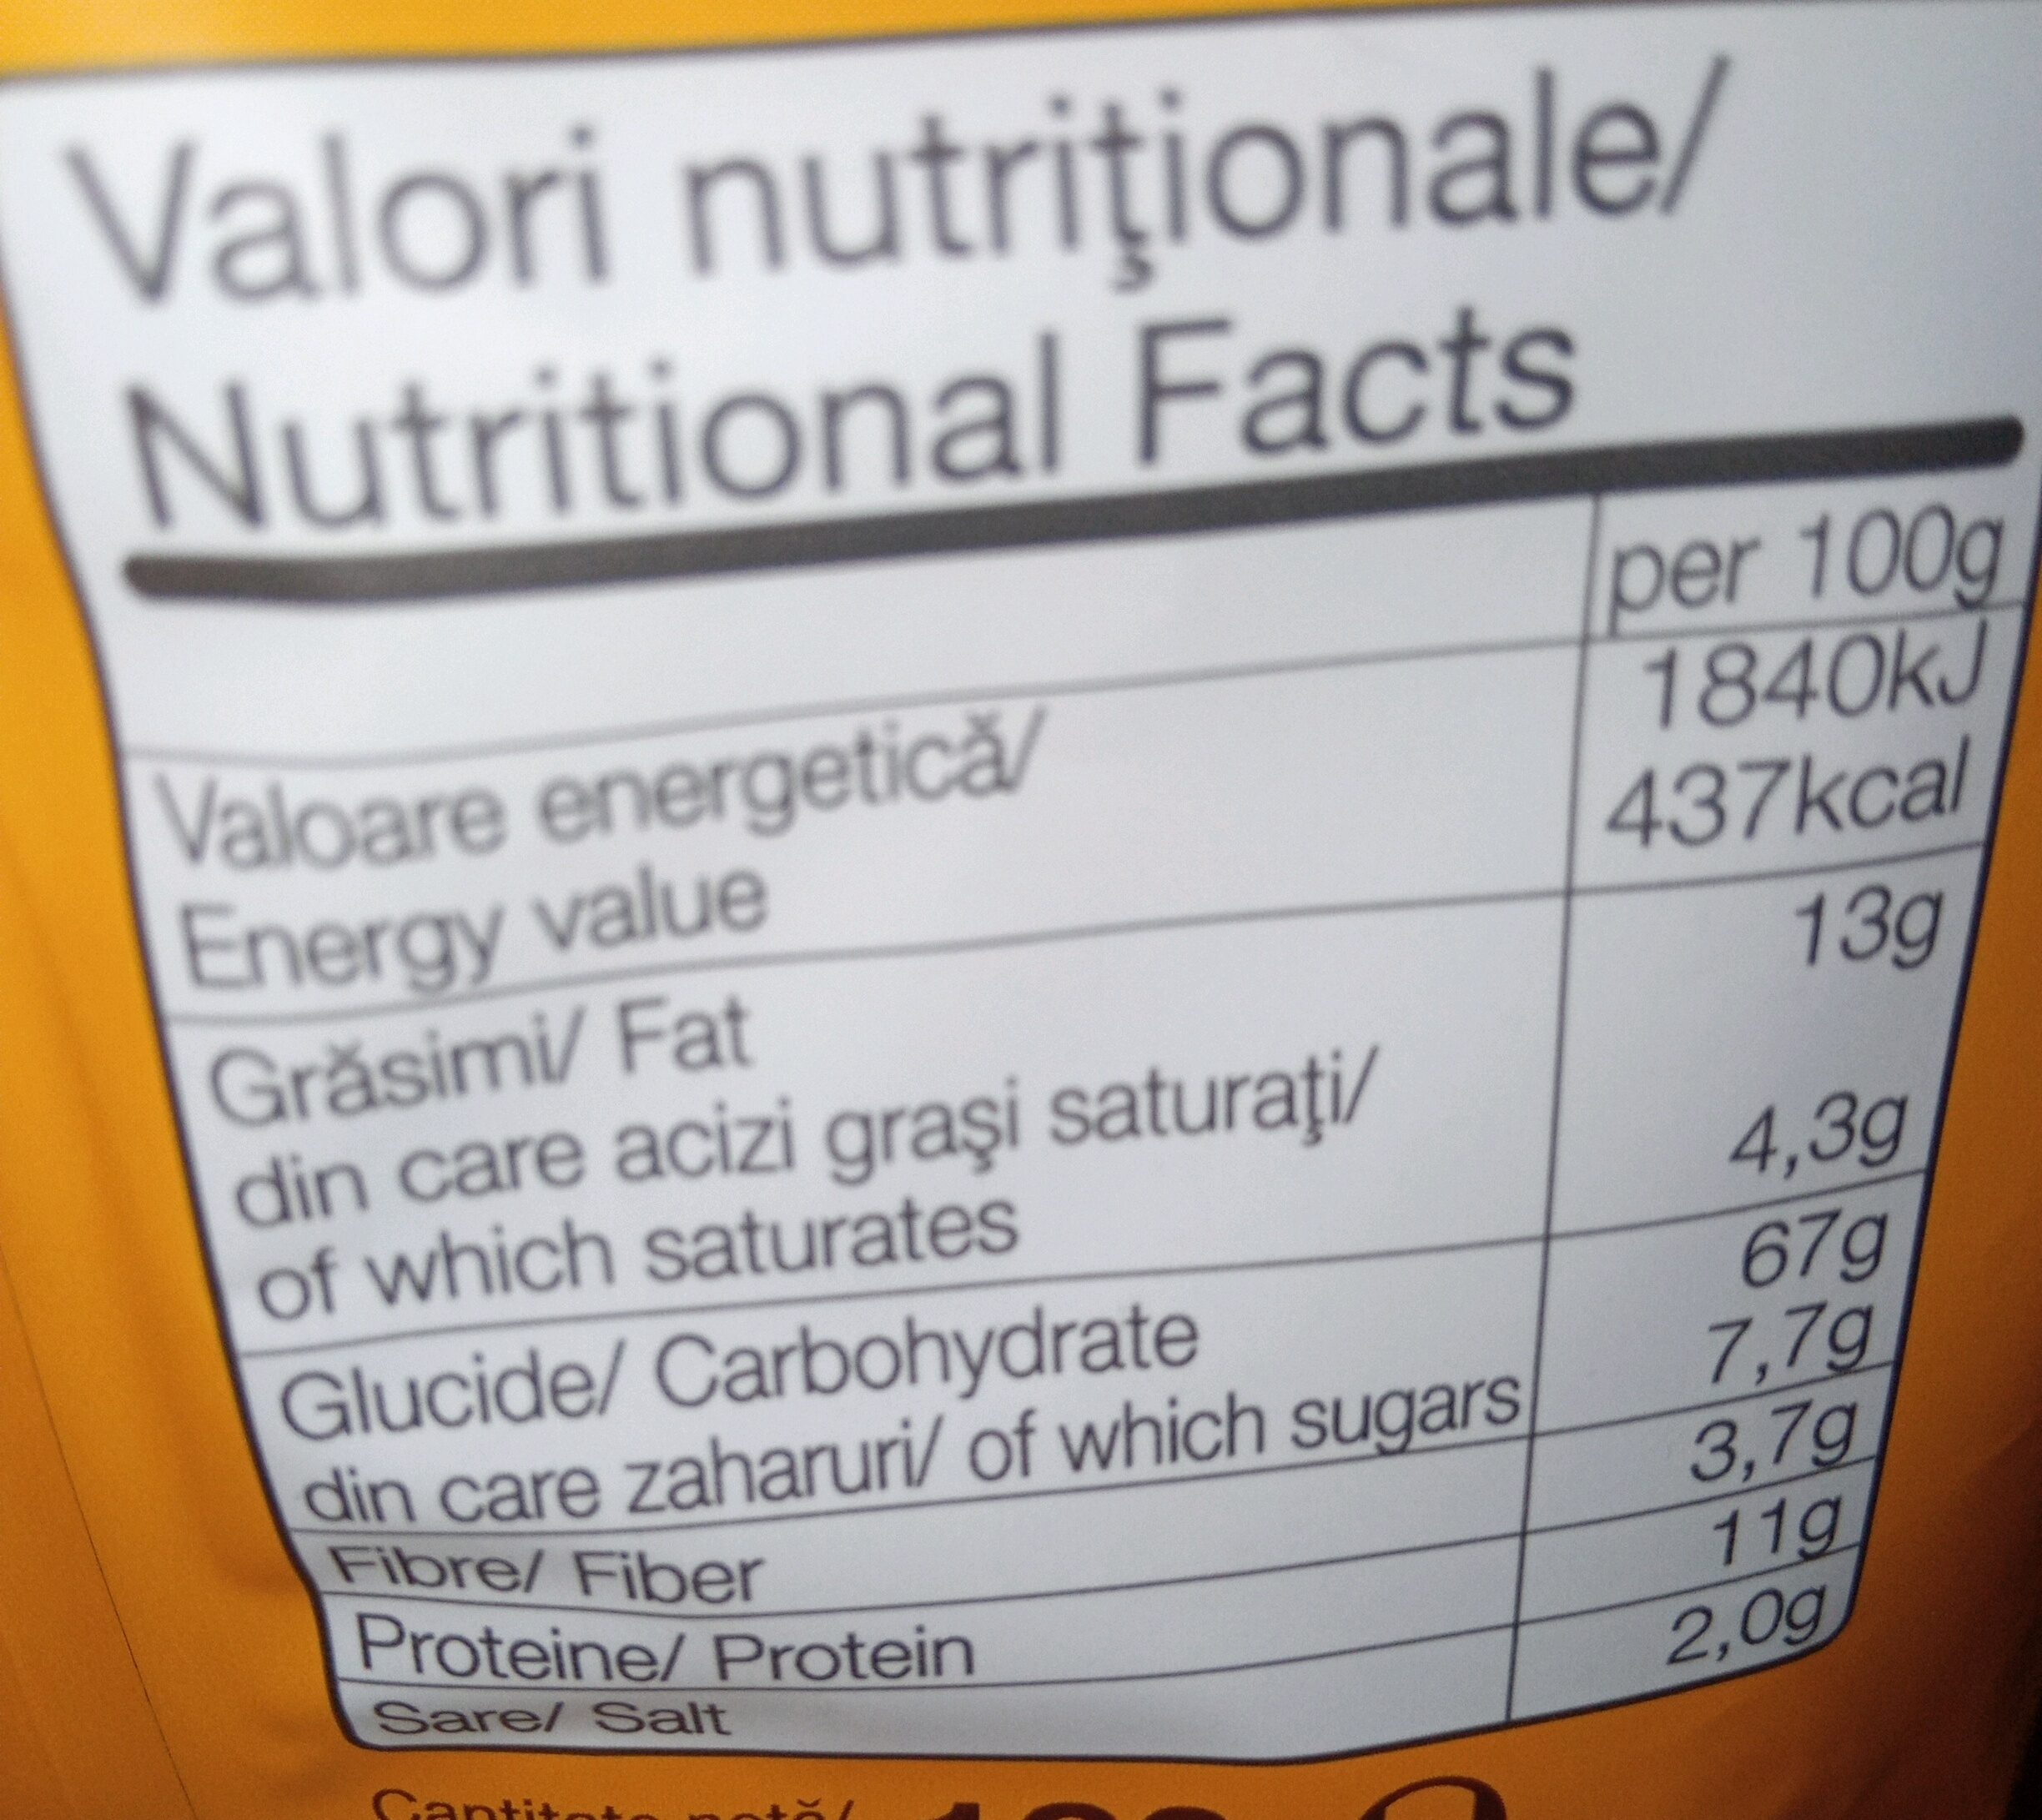 Valori nutriţionale/
Nutritional Facts
per 100g
Valoare energetică/ 1840kJ
Energy value 437kcal
Grăsimi/ Fat 13g
din care acizi graşi saturaţi/
of which saturates 4,3g
Glucide/ Carbohydrate 67g
din care zaharuri/ of which sugars 7,7g
Fibre/ Fiber 3,7g
Proteine/ Protein 11g
Sare/ Salt 2,0g
Cantitate netă/